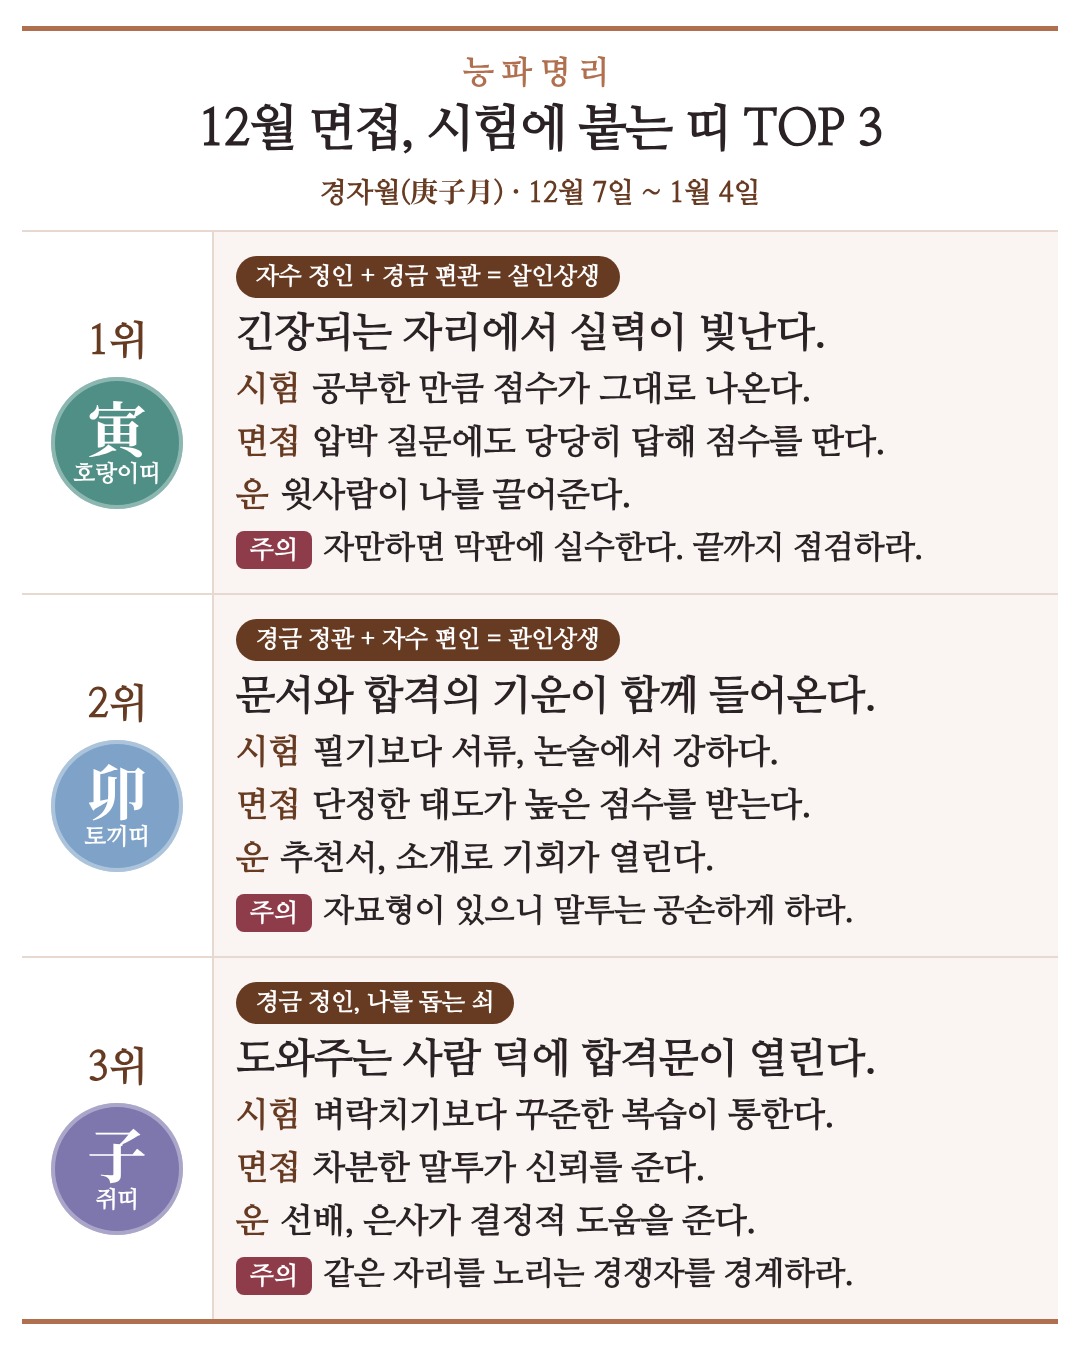 능파명리
12월 면접, 시험에 붙는 띠 TOP 3
경자월(庚子月) · 12월 7일 ~ 1월 4일
1위
寅
호랑이띠
자수 정인 + 경금 편관 = 살인상생
긴장되는 자리에서 실력이 빛난다.
시험 공부한 만큼 점수가 그대로 나온다.
면접 압박 질문에도 당당히 답해 점수를 딴다.
운 윗사람이 나를 끌어준다.
주의 자만하면 막판에 실수한다. 끝까지 점검하라.
2위
卯
토끼띠
경금 정관 + 자수 편인 = 관인상생
문서와 합격의 기운이 함께 들어온다.
시험 필기보다 서류, 논술에서 강하다.
면접 단정한 태도가 높은 점수를 받는다.
운 추천서, 소개로 기회가 열린다.
주의 자묘형이 있으니 말투는 공손하게 하라.
3위
子
쥐띠
경금 정인, 나를 돕는 쇠
도와주는 사람 덕에 합격문이 열린다.
시험 벼락치기보다 꾸준한 복습이 통한다.
면접 차분한 말투가 신뢰를 준다.
운 선배, 은사가 결정적 도움을 준다.
주의 같은 자리를 노리는 경쟁자를 경계하라.